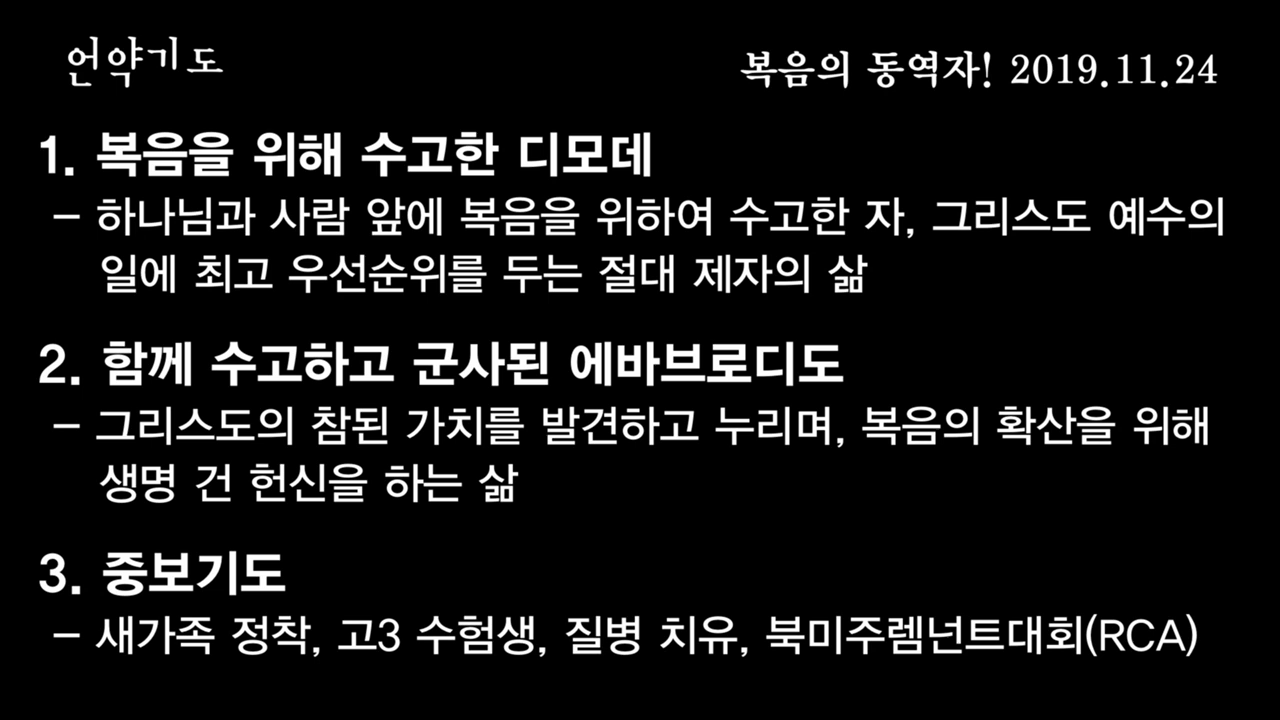 언약기도
복음의 동역자! 2019.11.24
1. 복음을 위해 수고한 디모데
- 하나님과 사람 앞에 복음을 위하여 수고한 자, 그리스도 예수의
일에 최고 우선순위를 두는 절대 제자의 삶
2. 함께 수고하고 군사된 에바브로디도
- 그리스도의 참된 가치를 발견하고 누리며, 복음의 확산을 위해
생명 건 헌신을 하는 삶
3. 중보기도
- 새가족 정착, 고3 수험생, 질병 치유, 북미주렘넌트대회(RCA)